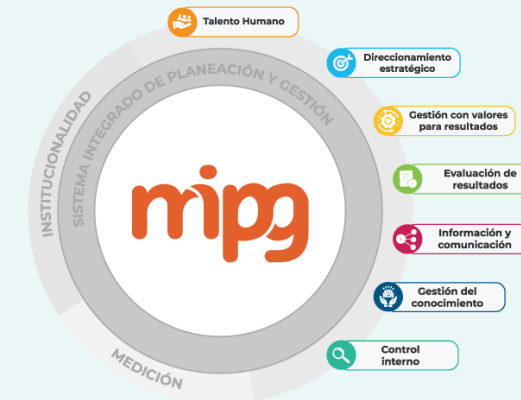 Talento Humano
Direccionamiento
estratégico
Gestión con valores
para resultados
Evaluación de
resultados
Información y
comunicación
Gestión del
conocimiento
Control
interno
INSTITUCIONALIDAD
SISTEMA INTEGRADO DE PLANEACIÓN Y GESTIÓN
MEDICIÓN
mipg